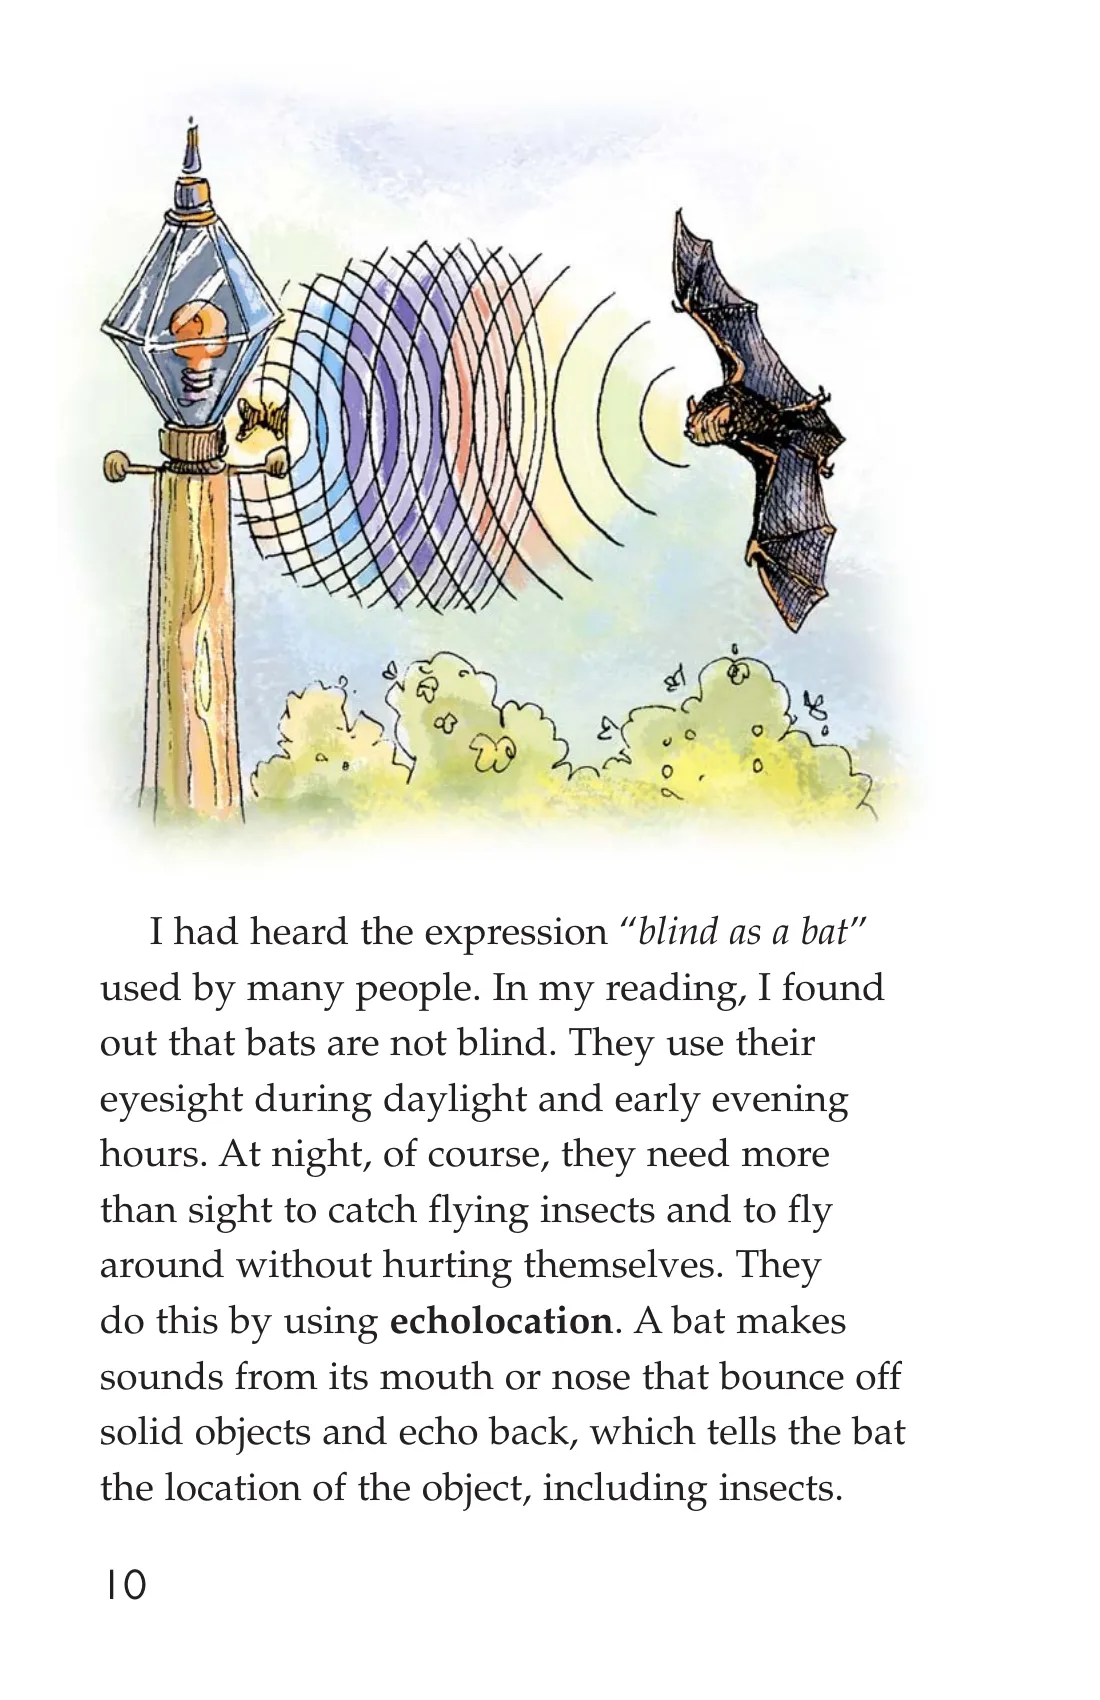 I had heard the expression “blind as a bat”
used by many people. In my reading, I found
out that bats are not blind. They use their
eyesight during daylight and early evening
hours. At night, of course, they need more
than sight to catch flying insects and to fly
around without hurting themselves. They
do this by using echolocation. A bat makes
sounds from its mouth or nose that bounce off
solid objects and echo back, which tells the bat
the location of the object, including insects.
10